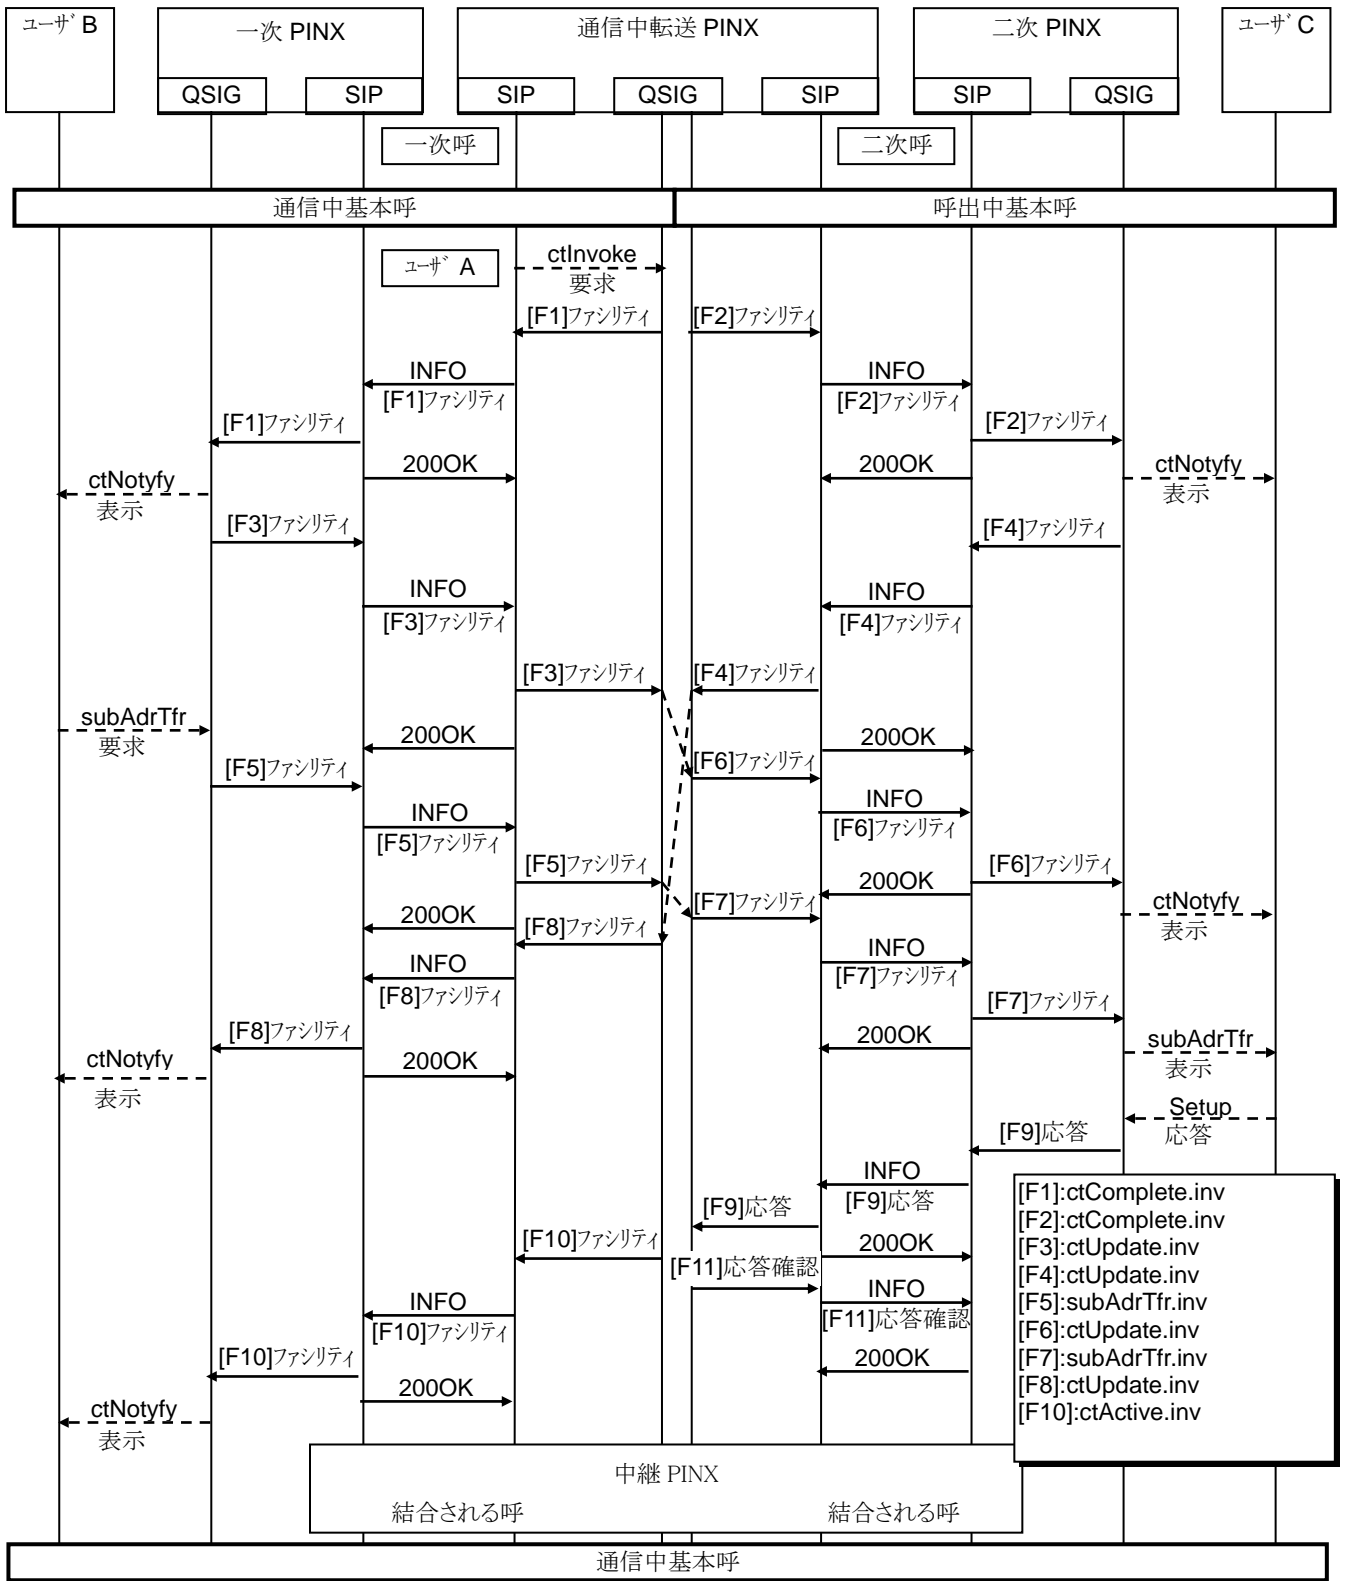 ユーザ B
一次 PINX
通信中転送 PINX
二次 PINX
ユーザ C
QSIG
SIP
SIP
QSIG
SIP
SIP
QSIG
一次呼
二次呼
通信中基本呼
呼出中基本呼
ユーザ A
ctInvoke
要求
[F1]ファシリティ
[F2]ファシリティ
INFO
[F1]ファシリティ
INFO
[F2]ファシリティ
[F1]ファシリティ
[F2]ファシリティ
200OK
200OK
ctNotyfy
表示
ctNotyfy
表示
[F3]ファシリティ
[F4]ファシリティ
INFO
[F3]ファシリティ
INFO
[F4]ファシリティ
[F3]ファシリティ
[F4]ファシリティ
subAdrTfr
要求
200OK
200OK
[F5]ファシリティ
[F6]ファシリティ
INFO
[F5]ファシリティ
INFO
[F6]ファシリティ
[F5]ファシリティ
[F6]ファシリティ
200OK
[F7]ファシリティ
ctNotyfy
表示
200OK
[F8]ファシリティ
INFO
[F8]ファシリティ
INFO
[F7]ファシリティ
[F7]ファシリティ
[F8]ファシリティ
200OK
subAdrTfr
表示
ctNotyfy
表示
200OK
Setup
応答
[F9]応答
INFO
[F9]応答
[F9]応答
[F10]ファシリティ
200OK
[F11]応答確認
INFO
[F10]ファシリティ
INFO
[F11]応答確認
[F10]ファシリティ
200OK
200OK
ctNotyfy
表示
[F1]:ctComplete.inv
[F2]:ctComplete.inv
[F3]:ctUpdate.inv
[F4]:ctUpdate.inv
[F5]:subAdrTfr.inv
[F6]:ctUpdate.inv
[F7]:subAdrTfr.inv
[F8]:ctUpdate.inv
[F10]:ctActive.inv
中継 PINX
結合される呼
結合される呼
通信中基本呼